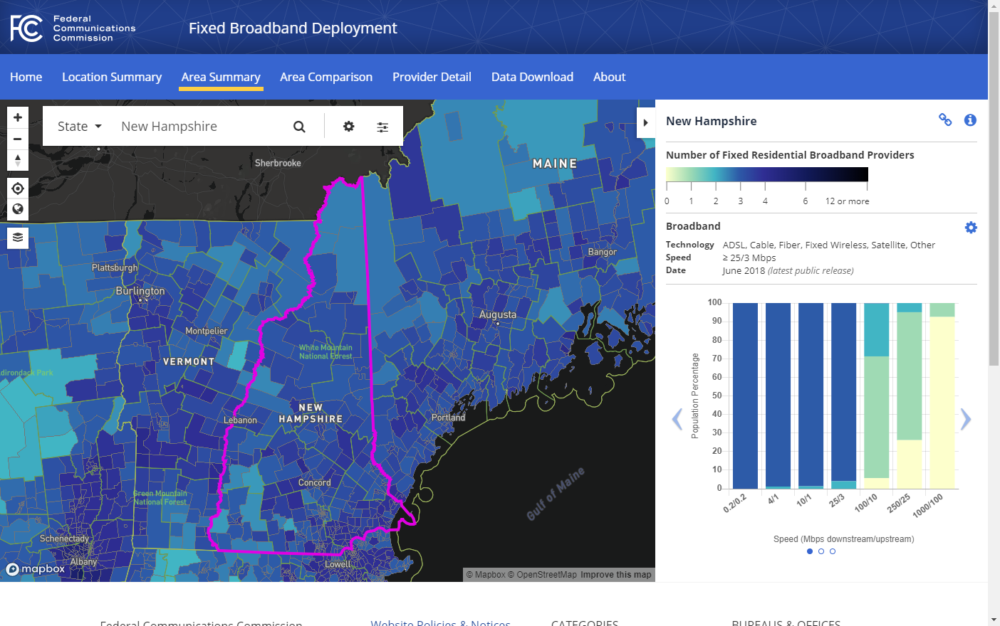 Federal
Communications
Commission
Fixed Broadband Deployment
Home
Location Summary
Area Summary
Area Comparison
Provider Detail
Data Download
About
State
New Hampshire
Sherbrooke
MAINE
Bangor
Plattsburgh
Burlington
Augusta
Montpelier
White Mountain
National Forest
VERMONT
dirondack Park
NEW
HAMPSHIRE
Lebanon
Portland
Concord
Green Mountain
National Forest
Gulf of Maine
Schenectady
Albany
Lowell
mapbox
© Mapbox © OpenStreetMap Improve this map
New Hampshire
Number of Fixed Residential Broadband Providers
0 1 2 3 4 6 12 or more
Broadband
Technology ADSL, Cable, Fiber, Fixed Wireless, Satellite, Other
Speed ≥ 25/3 Mbps
Date June 2018 (latest public release)
Population Percentage
100
90
80
70
60
50
40
30
20
10
0
0.2/0.2
4/1
10/1
25/3
100/10
250/25
1000/100
Speed (Mbps downstream/upstream)
Federal Communications Commission
Website Policies & Notices
CATEGORIES
BUREAUS & OFFICES